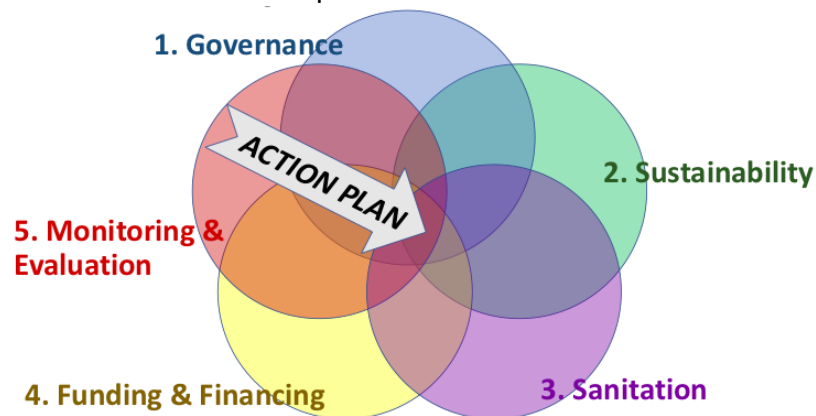 1. Governance
ACTION PLAN
2. Sustainability
5. Monitoring &
Evaluation
4. Funding & Financing
3. Sanitation